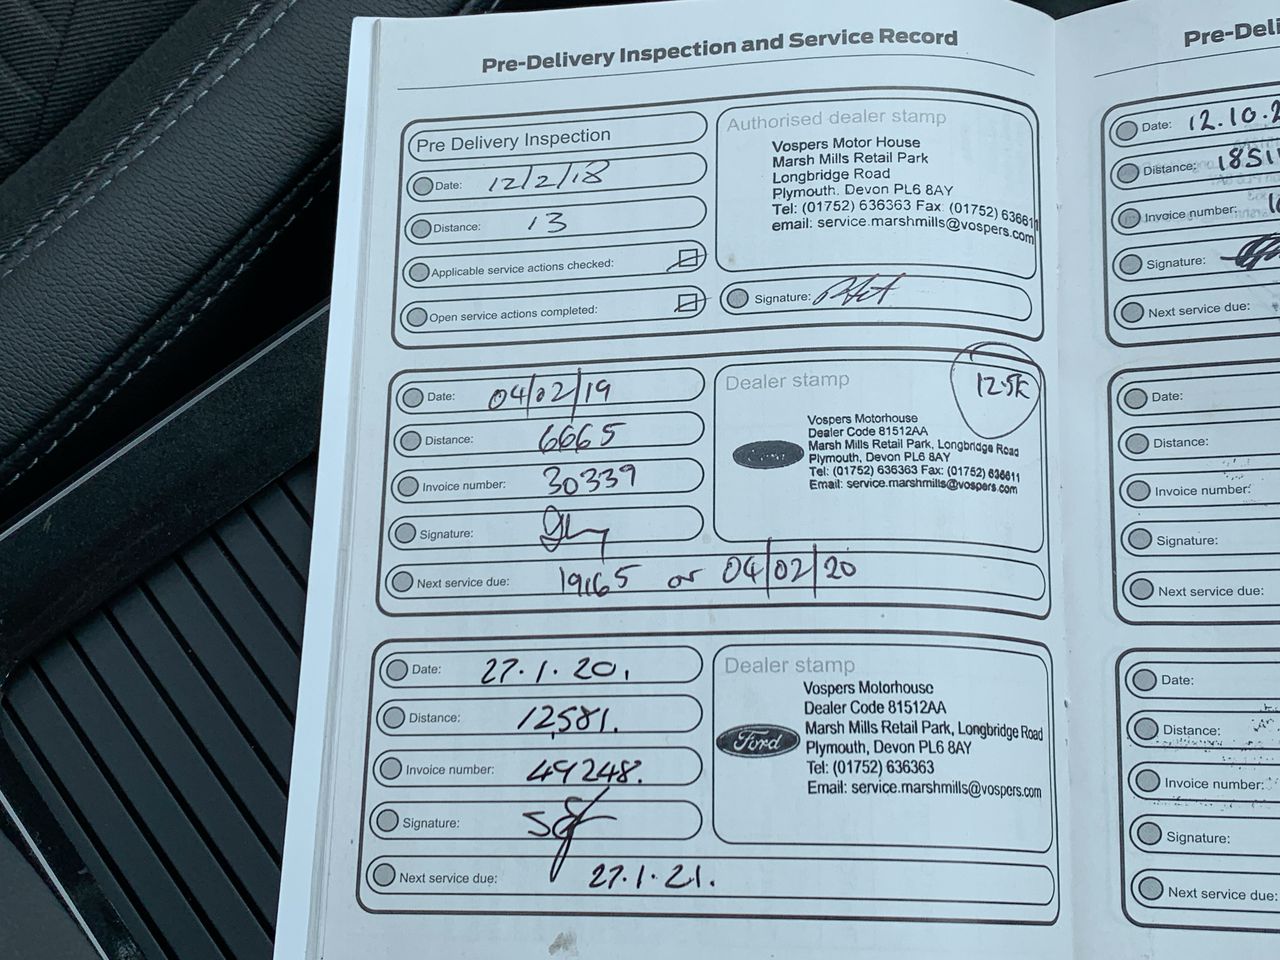 Pre-Delivery Inspection and Service Record
Pre Delivery Inspection
Date: 12/2/18
Distance: 13
Applicable service actions checked:
Open service actions completed:
Authorised dealer stamp
Vospers Motor House
Marsh Mills Retail Park
Longbridge Road
Plymouth. Devon PL6 8AY
Tel: (01752) 636363 Fax: (01752) 636611
email: service.marshmills@vospers.com
Signature:
Date: 04/02/19
Distance: 6665
Invoice number: 30339
Signature:
Next service due: 19165 or 04/02/20
Dealer stamp
12.5K
Vospers Motorhouse
Dealer Code 81512AA
Marsh Mills Retail Park, Longbridge Road
Plymouth, Devon PL6 8AY
Tel: (01752) 636363 Fax: (01752) 636611
Email: service.marshmills@vospers.com
Date: 27.1.20.
Distance: 12,581.
Invoice number: 49248.
Signature:
Next service due: 27.1.21.
Dealer stamp
Ford
Vospers Motorhouse
Dealer Code 81512AA
Marsh Mills Retail Park, Longbridge Road
Plymouth, Devon PL6 8AY
Tel: (01752) 636363
Email: service.marshmills@vospers.com
Pre-Deli
Date: 12.10.2
Distance: 1851
Invoice number:
Signature:
Next service due:
Date:
Distance:
Invoice number:
Signature:
Next service due:
Date:
Distance:
Invoice number:
Signature:
Next service due: